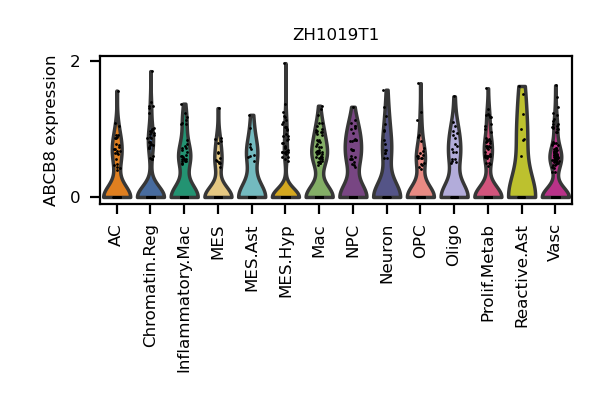 ZH1019T1
ABCB8 expression
2
0
AC
Chromatin.Reg
Inflammatory.Mac
MES
MES.Ast
MES.Hyp
Mac
NPC
Neuron
OPC
Oligo
Prolif.Metab
Reactive.Ast
Vasc